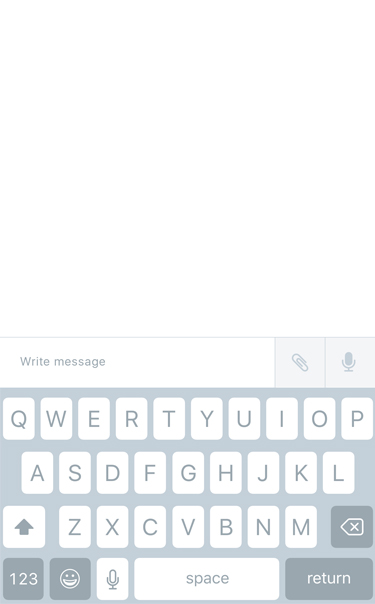 Write message
Q W E R T Y U I O P
A S D F G H J K L
Z X C V B N M
123 space return